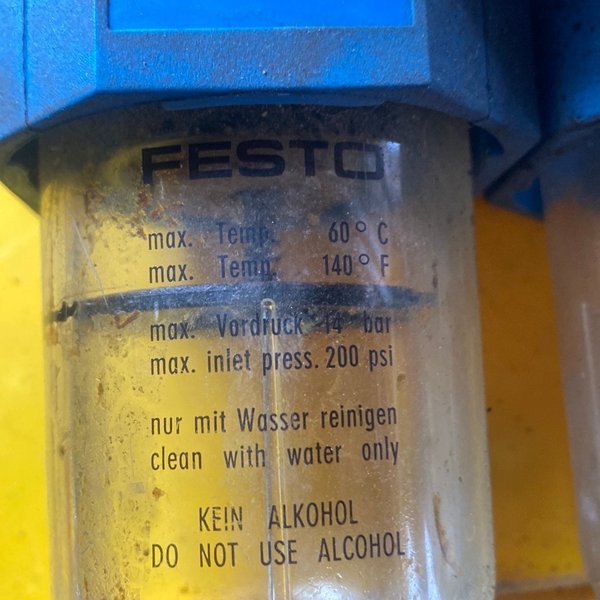 FESTO
max. Temp. 60° C
max. Temp. 140° F
max. Vordruck 14 bar
max. inlet press. 200 psi
nur mit Wasser reinigen
clean with water only
KEIN ALKOHOL
DO NOT USE ALCOHOL